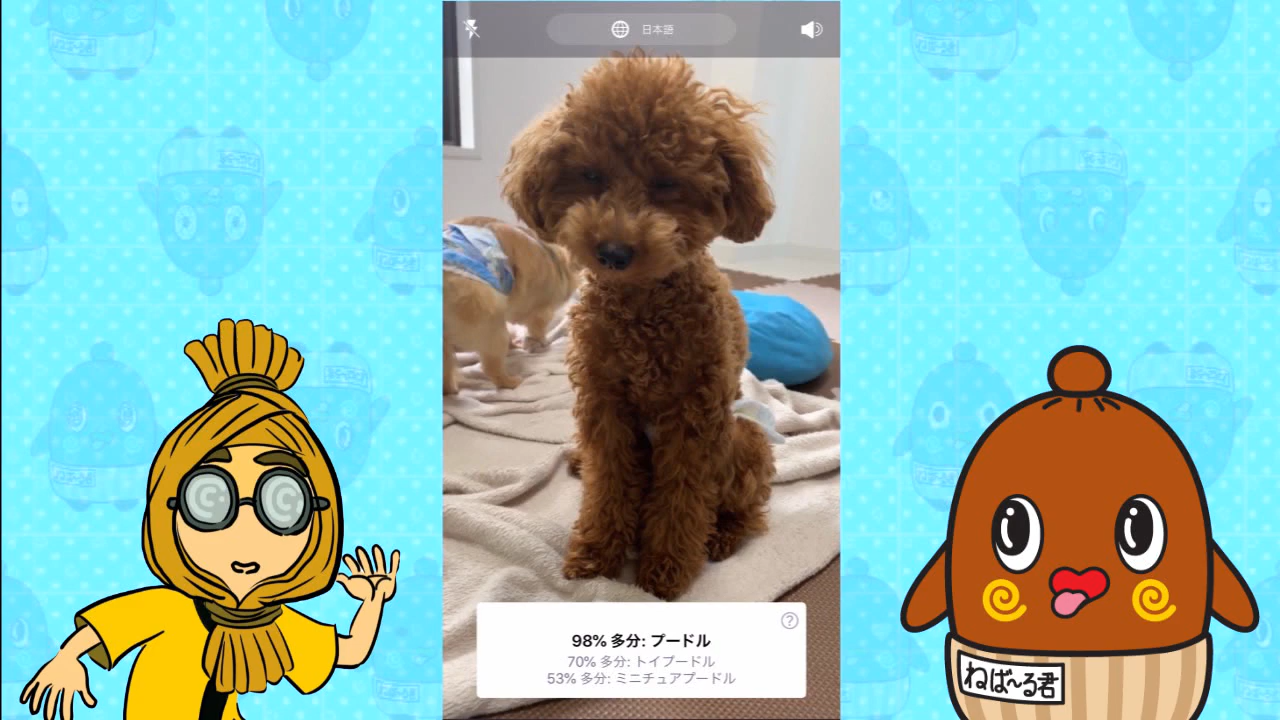 日本語
98% 多分: プードル
70% 多分: トイプードル
53% 多分: ミニチュアプードル
ねば〜る君